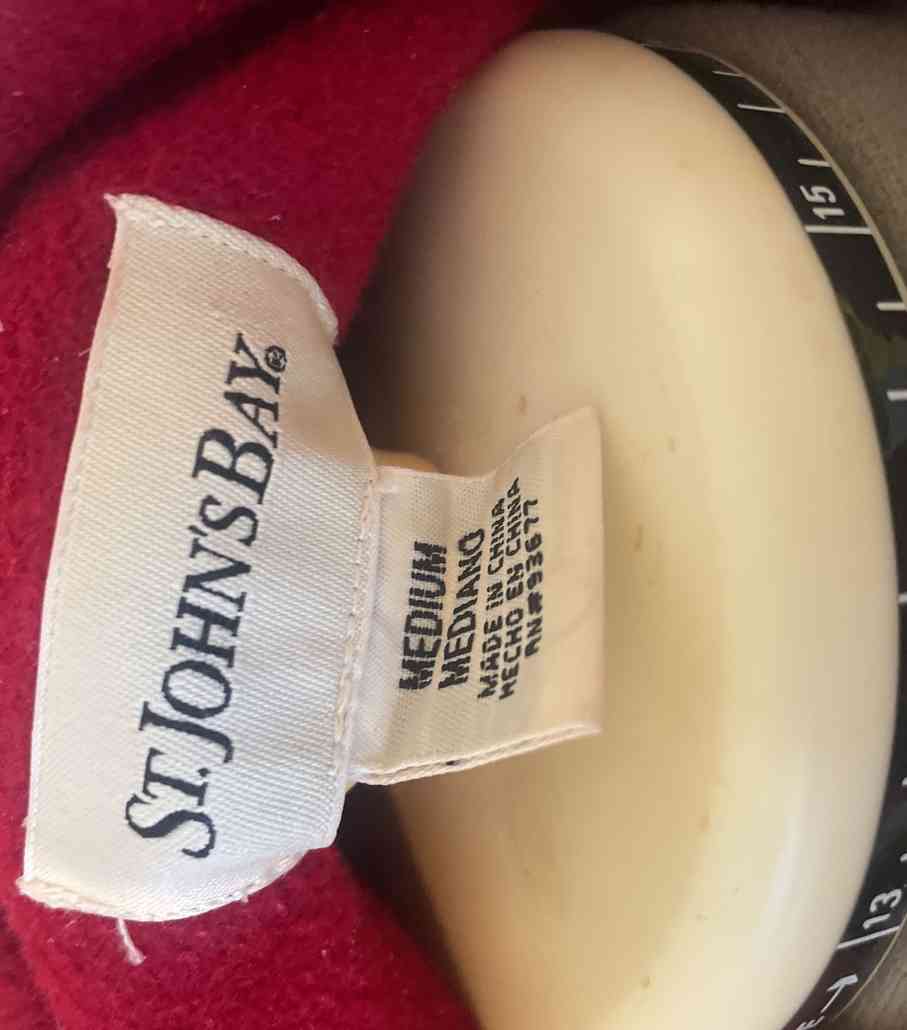 ST. JOHN'S BAY®
MEDIUM
MEDIANO
MADE IN CHINA
HECHO EN CHINA
RN#93677
15
13